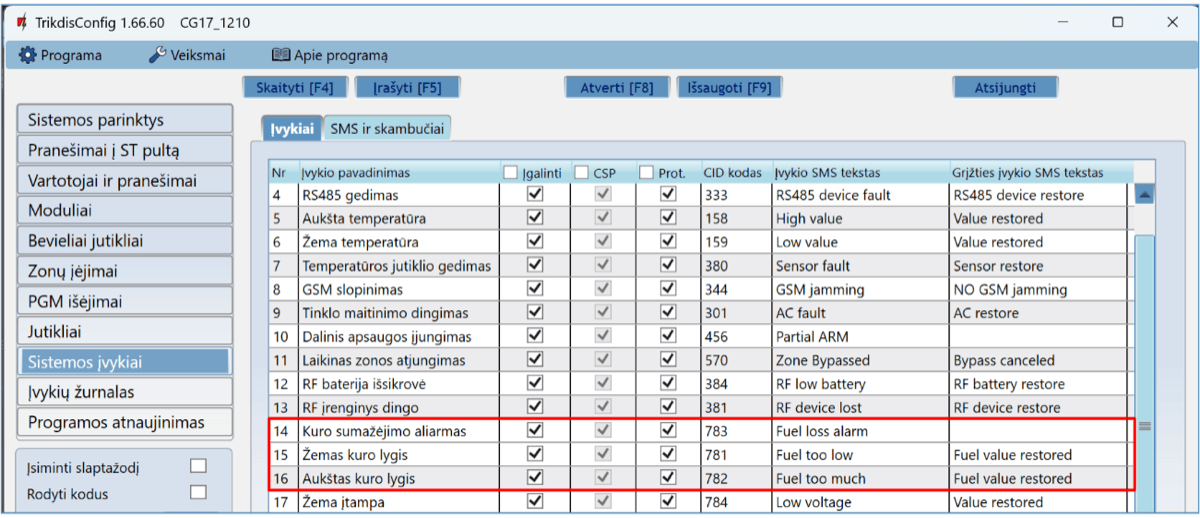 TrikdisConfig 1.66.60 CG17_1210
Programa Veiksmai Apie programą
Skaityti [F4] Įrašyti [F5] Atverti [F8] Išsaugoti [F9] Atsijungti
Sistemos parinktys
Pranešimai į ST pultą
Vartotojai ir pranešimai
Moduliai
Bevieliai jutikliai
Zonų įėjimai
PGM išėjimai
Jutikliai
Sistemos įvykiai
Įvykių žurnalas
Programos atnaujinimas
Įsiminti slaptažodį
Rodyti kodus
Įvykiai SMS ir skambučiai
Nr Įvykio pavadinimas Įgalinti CSP Prot. CID kodas Įvykio SMS tekstas Grįžties įvykio SMS tekstas
4 RS485 gedimas 333 RS485 device fault RS485 device restore
5 Aukšta temperatūra 158 High value Value restored
6 Žema temperatūra 159 Low value Value restored
7 Temperatūros jutiklio gedimas 380 Sensor fault Sensor restore
8 GSM slopinimas 344 GSM jamming NO GSM jamming
9 Tinklo maitinimo dingimas 301 AC fault AC restore
10 Dalinis apsaugos įjungimas 456 Partial ARM
11 Laikinas zonos atjungimas 570 Zone Bypassed Bypass canceled
12 RF baterija išsikrovė 384 RF low battery RF battery restore
13 RF įrenginys dingo 381 RF device lost RF device restore
14 Kuro sumažėjimo aliarmas 783 Fuel loss alarm
15 Žemas kuro lygis 781 Fuel too low Fuel value restored
16 Aukštas kuro lygis 782 Fuel too much Fuel value restored
17 Žema įtampa 784 Low voltage Value restored